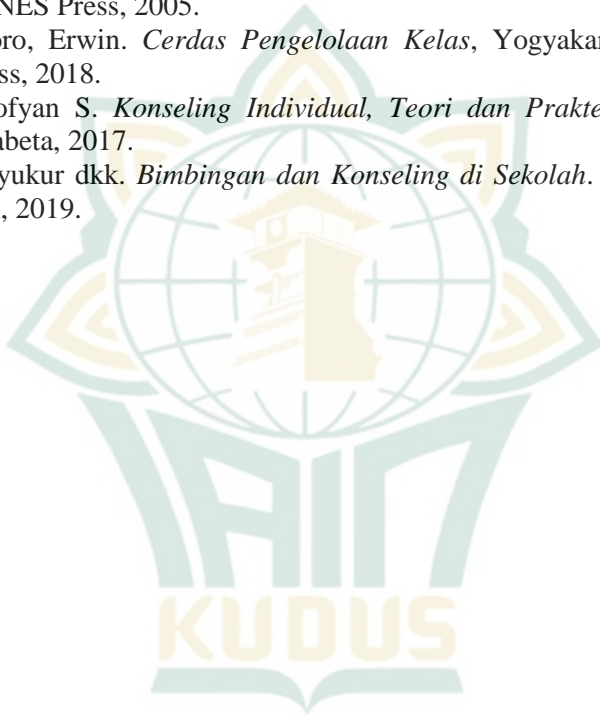 NES Press, 2005.
oro, Erwin. Cerdas Pengelolaan Kelas, Yogyakar
ss, 2018.
ofyan S. Konseling Individual, Teori dan Prakte
abeta, 2017.
yukur dkk. Bimbingan dan Konseling di Sekolah.
, 2019.
IAIN
KUDUS